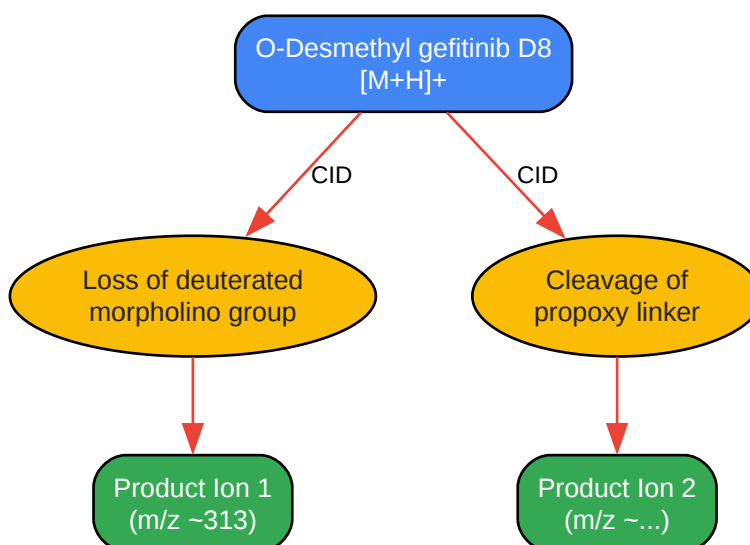 O-Desmethyl gefitinib D8
[M+H]+
CID
CID
Loss of deuterated
morpholino group
Cleavage of
propoxy linker
Product Ion 1
(m/z ~313)
Product Ion 2
(m/z ~...)